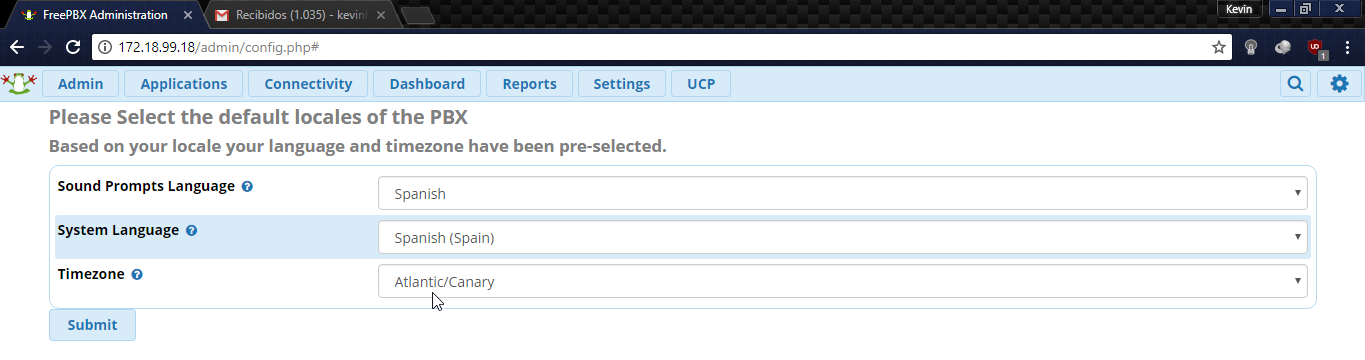 FreePBX Administration
Recibidos (1.035) - kevin
Kevin
172.18.99.18/admin/config.php#
1
Admin Applications Connectivity Dashboard Reports Settings UCP
Please Select the default locales of the PBX
Based on your locale your language and timezone have been pre-selected.
Sound Prompts Language
Spanish
System Language
Spanish (Spain)
Timezone
Atlantic/Canary
Submit